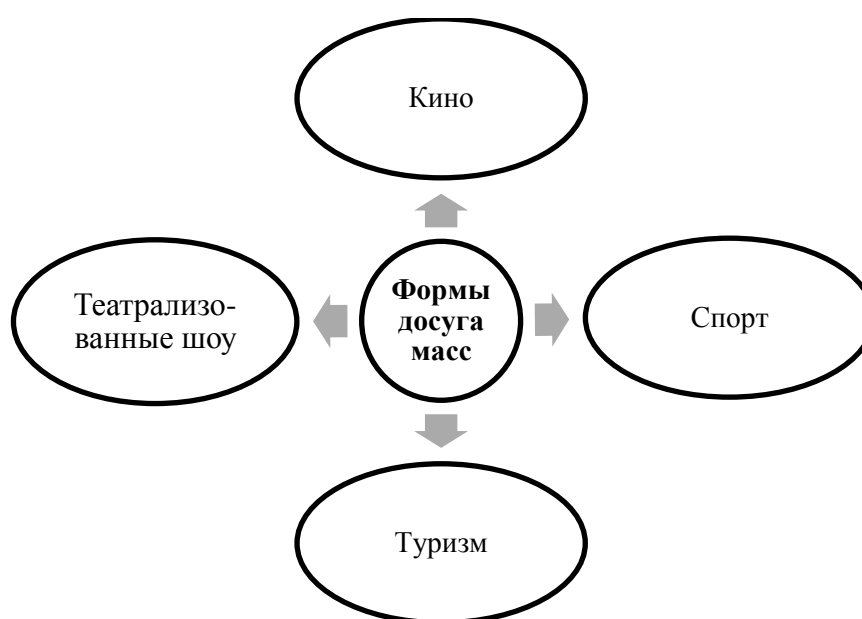 Кино
Театрализо-
ванные шоу
Формы
досуга
масс
Спорт
Туризм